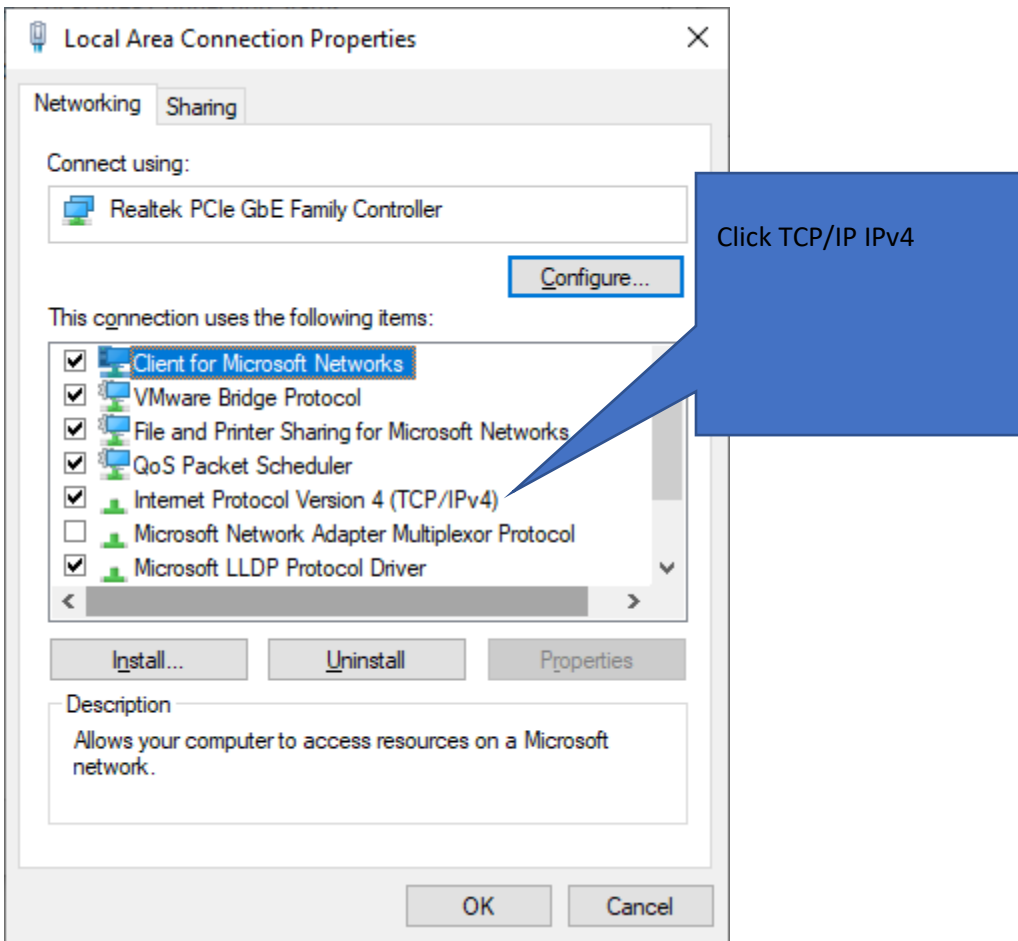 Local Area Connection Properties
Networking
Sharing
Connect using:
Realtek PCIe GbE Family Controller
Click TCP/IP IPv4
Configure...
This connection uses the following items:
Client for Microsoft Networks
VMware Bridge Protocol
File and Printer Sharing for Microsoft Networks
QoS Packet Scheduler
Internet Protocol Version 4 (TCP/IPv4)
Microsoft Network Adapter Multiplexor Protocol
Microsoft LLDP Protocol Driver
Install...
Uninstall
Properties
Description
Allows your computer to access resources on a Microsoft
network.
OK
Cancel